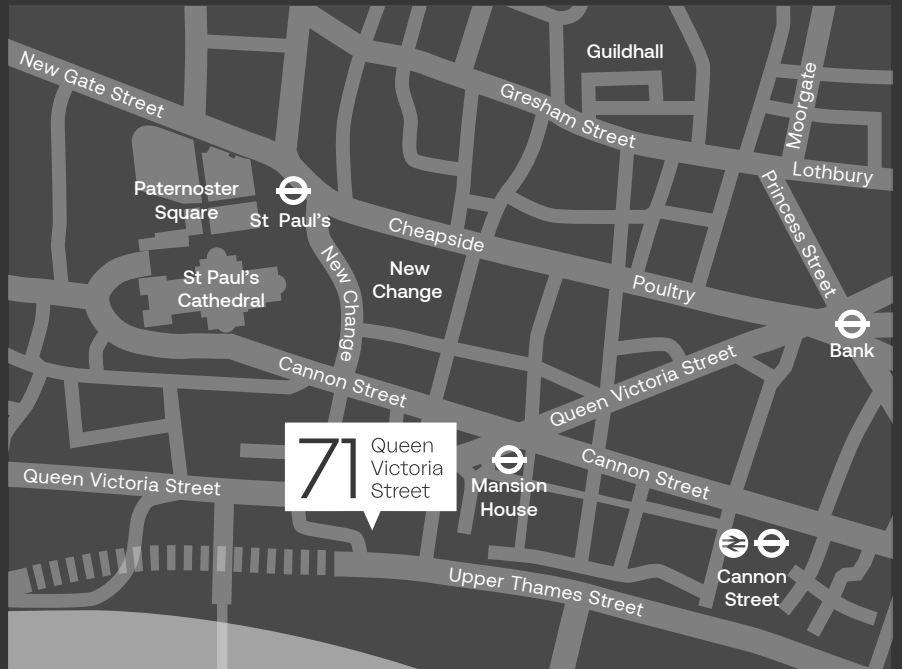 Guildhall
New Gate Street
Gresham Street
Moorgate
Lothbury
Paternoster
Square
St Paul's
Princess Street
Cheapside
New Change
New
Change
St Paul's
Cathedral
Poultry
Bank
Cannon Street
Queen Victoria Street
71
Queen
Victoria
Street
Cannon Street
Mansion
House
Queen Victoria Street
Cannon
Street
Upper Thames Street